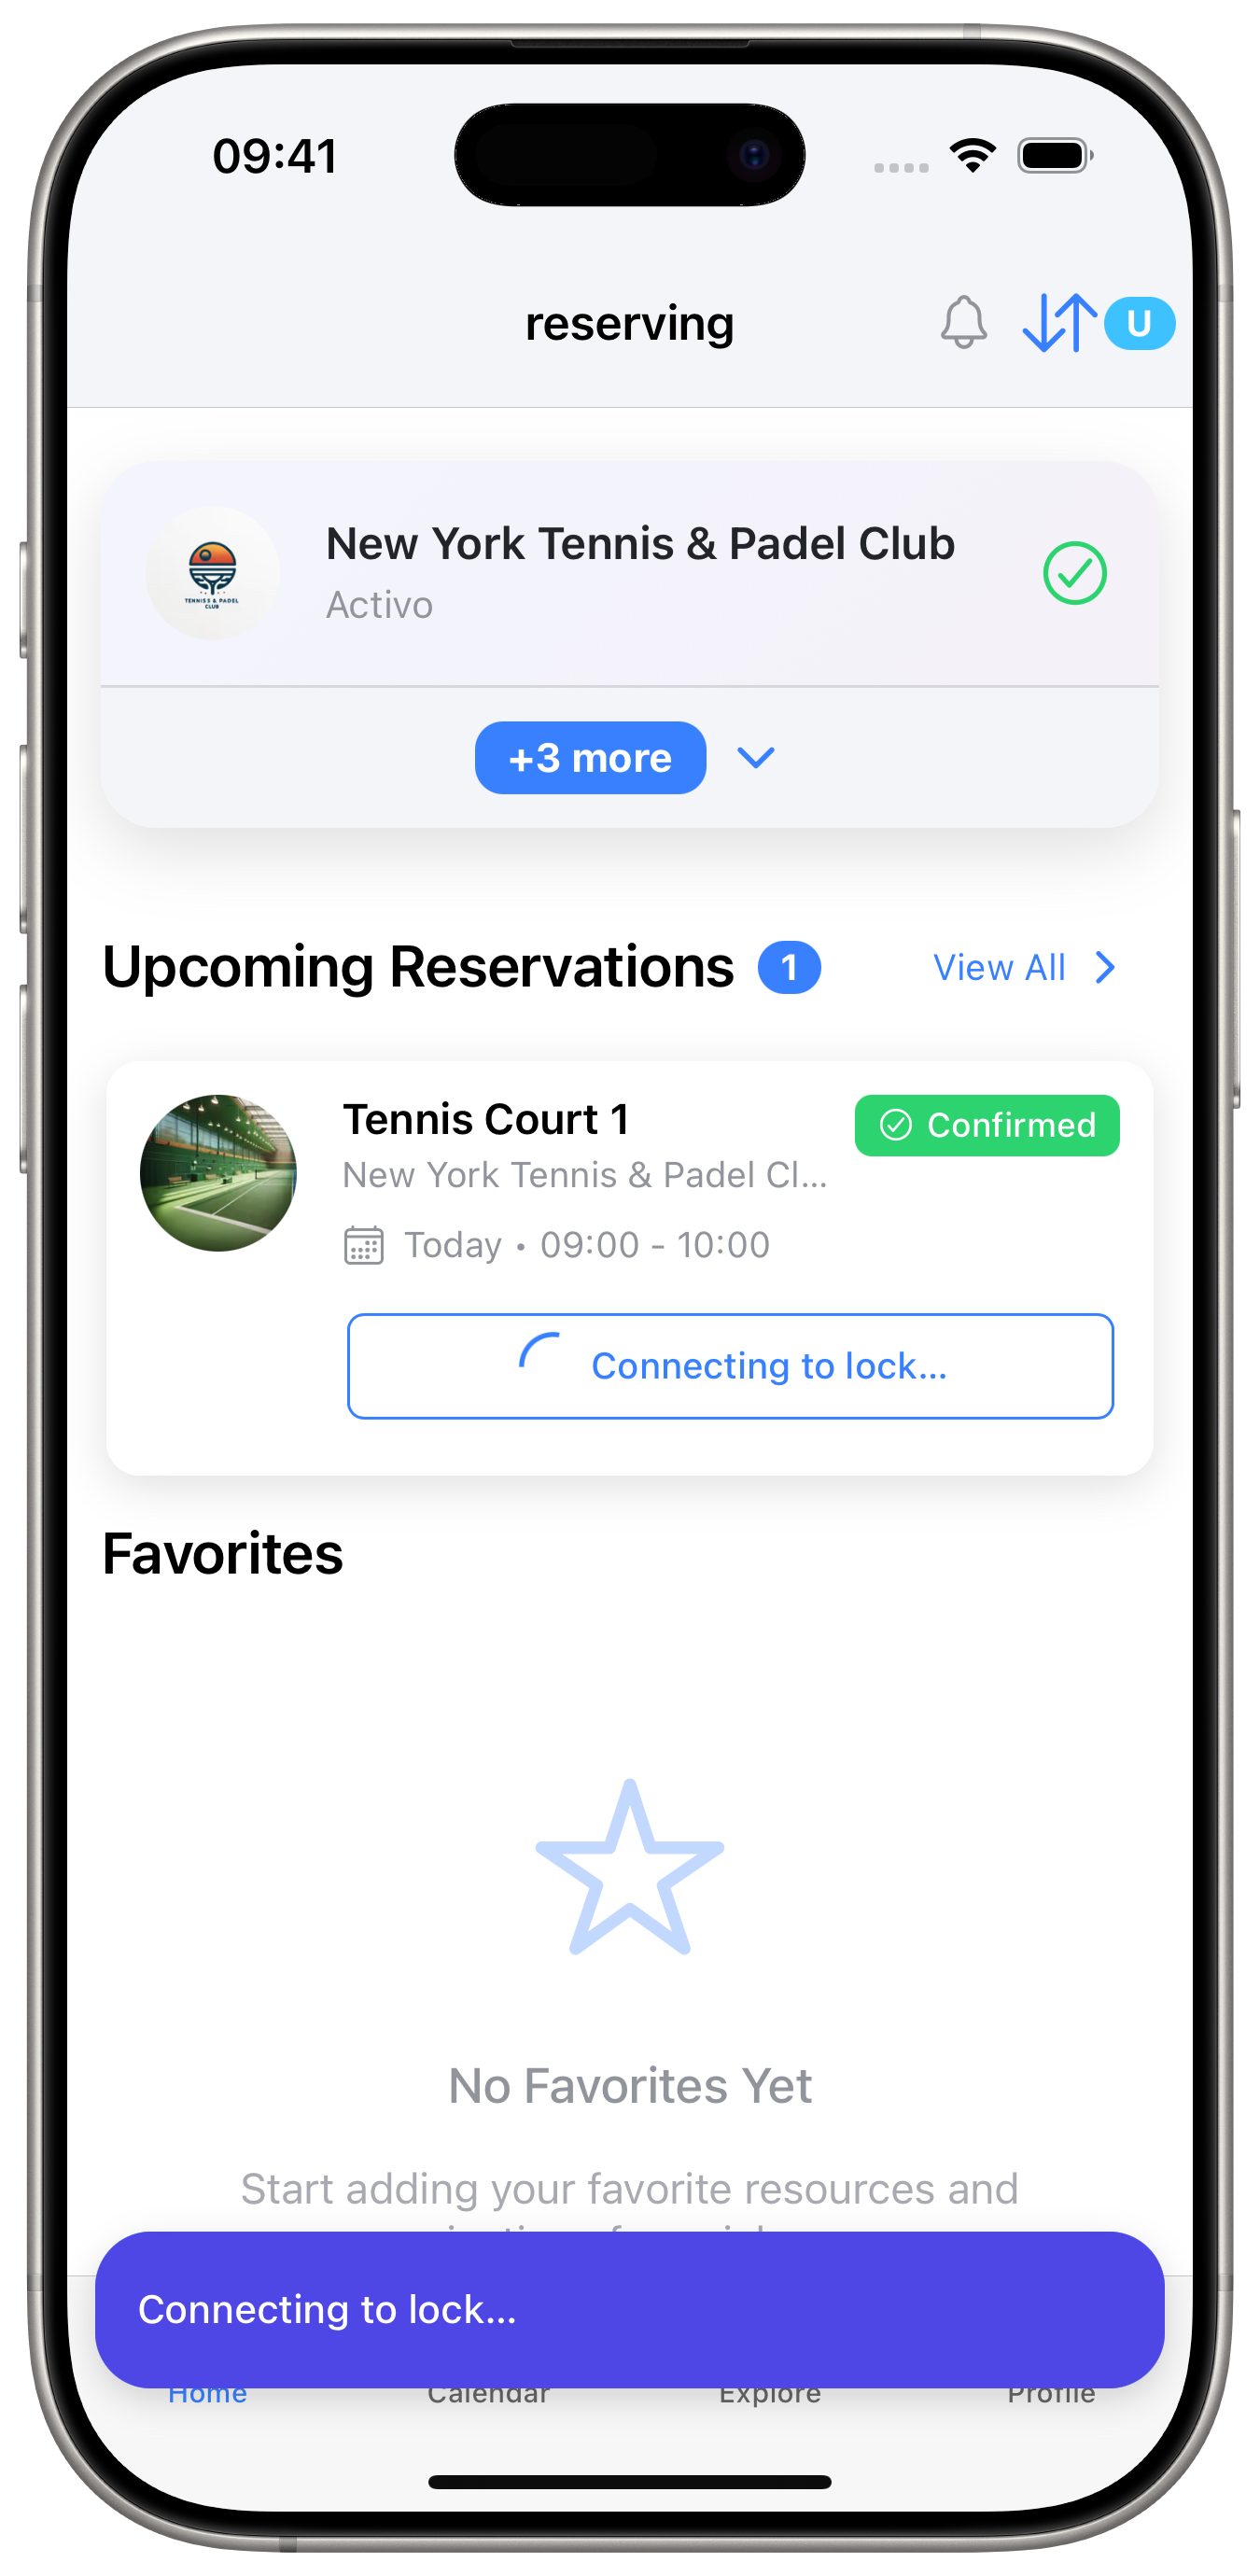 09:41
reserving
U
New York Tennis & Padel Club
Activo
TENNIS & PADEL
CLUB
+3 more
Upcoming Reservations 1 View All
Tennis Court 1
Confirmed
New York Tennis & Padel Cl...
Today • 09:00 - 10:00
Connecting to lock...
Favorites
No Favorites Yet
Start adding your favorite resources and
Connecting to lock...
Home Calendar Explore Profile